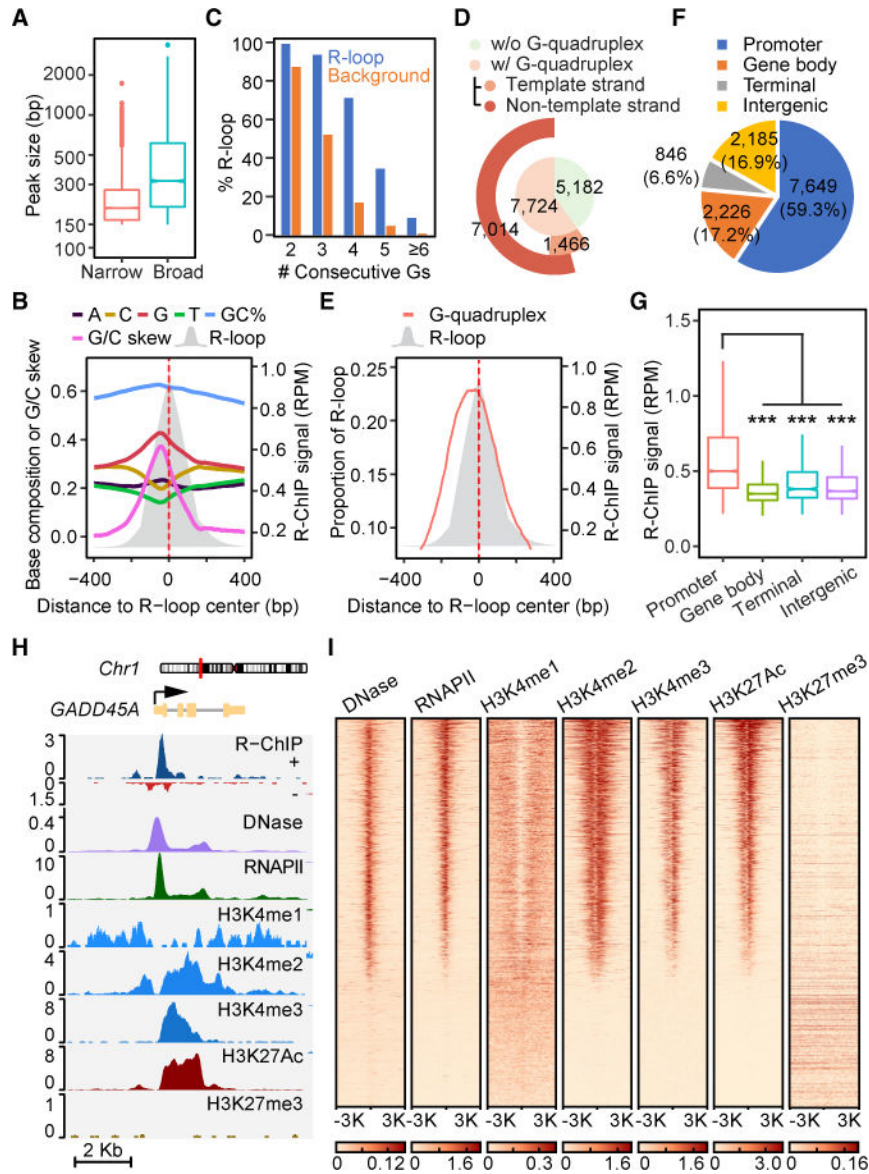 A
Peak size (bp)
2000
1000
500
300
150
100
Narrow Broad
C
% R-loop
100
80
60
40
20
0
R-loop
Background
2 3 4 5 ≥6
# Consecutive Gs
D
w/o G-quadruplex
w/ G-quadruplex
Template strand
Non-template strand
5,182
7,724
7,014
1,466
F
Promoter
Gene body
Terminal
Intergenic
2,185
(16.9%)
846
(6.6%)
7,649
(59.3%)
2,226
(17.2%)
B
A C G T GC%
G/C skew R-loop
Base composition or G/C skew
0.6
0.4
0.2
0.0
R-ChIP signal (RPM)
1.0
0.8
0.6
0.4
0.2
−400 0 400
Distance to R−loop center (bp)
E
G-quadruplex
R-loop
Proportion of R-loop
0.25
0.20
0.15
0.10
R-ChIP signal (RPM)
1.0
0.8
0.6
0.4
0.2
−400 0 400
Distance to R−loop center (bp)
G
R-ChIP signal (RPM)
1.5
1.0
0.5
0.0
*** *** ***
Promoter
Gene body
Terminal
Intergenic
H
Chr1
GADD45A
R−ChIP
3
+
0
0
-
1.5
DNase
0.4
0
RNAPII
10
0
H3K4me1
1
0
H3K4me2
4
0
H3K4me3
8
0
H3K27Ac
8
0
H3K27me3
1
0
2 Kb
I
DNase
RNAPII
H3K4me1
H3K4me2
H3K4me3
H3K27Ac
H3K27me3
-3K 3K -3K 3K -3K 3K -3K 3K -3K 3K -3K 3K -3K 3K
0 0.12 0 1.6 0 0.3 0 1.6 0 1.6 0 3.0 0 16